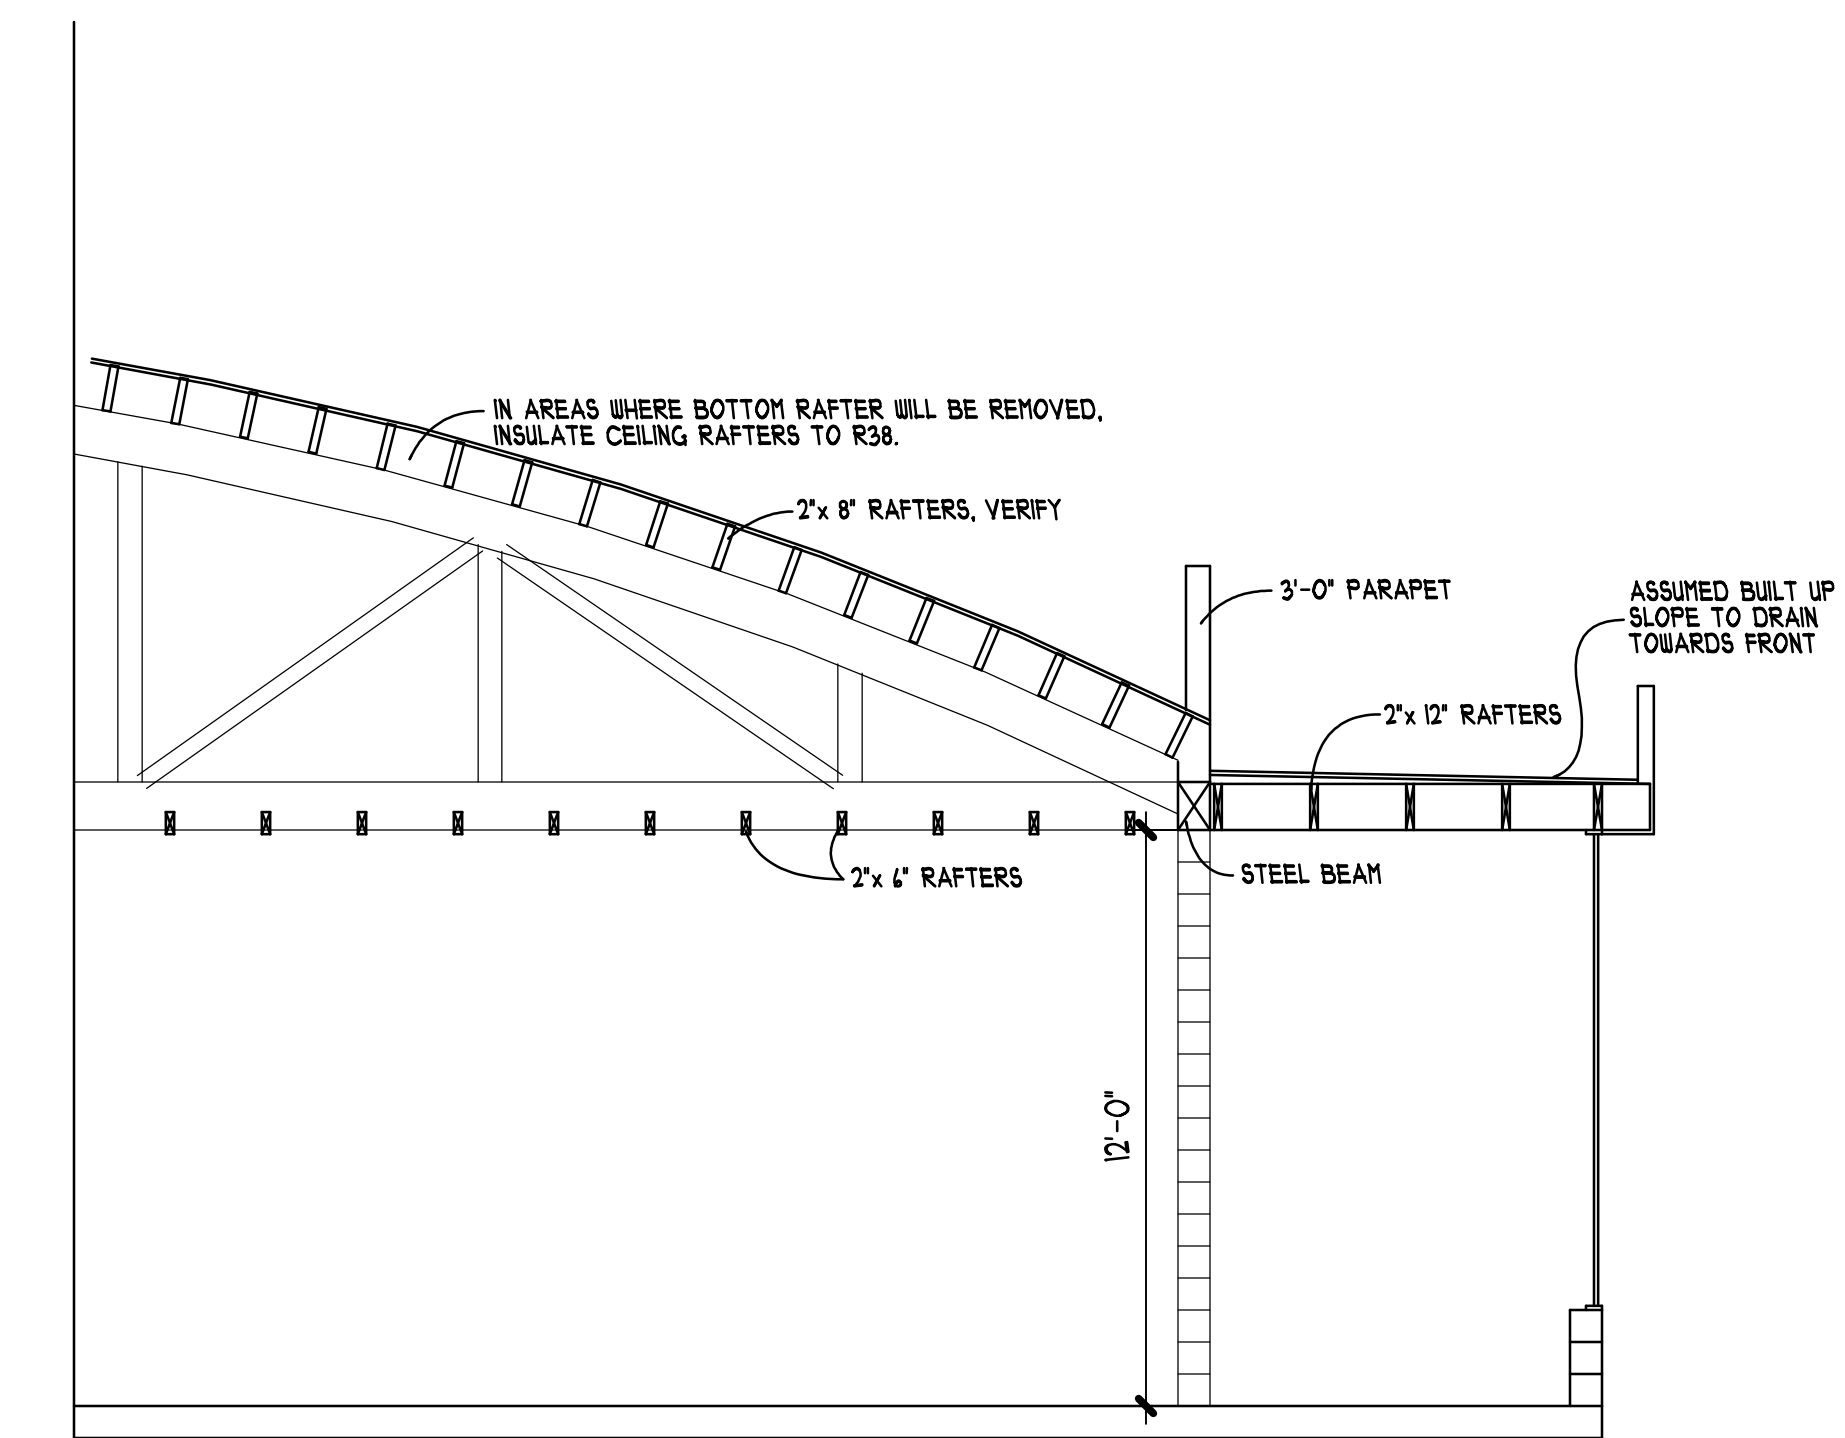 IN AREAS WHERE BOTTOM RAFTER WILL BE REMOVED,
INSULATE CEILING RAFTERS TO R38.
2"x 8" RAFTERS, VERIFY
3'-0" PARAPET
ASSUMED BUILT UP
SLOPE TO DRAIN
TOWARDS FRONT
2"x 12" RAFTERS
2"x 6" RAFTERS
STEEL BEAM
12'-0"